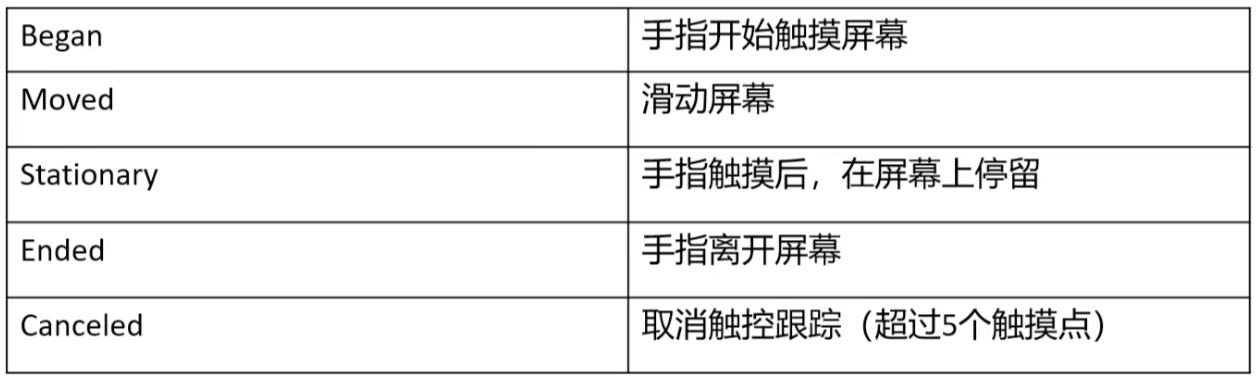 Began 手指开始触摸屏幕
Moved 滑动屏幕
Stationary 手指触摸后，在屏幕上停留
Ended 手指离开屏幕
Canceled 取消触控跟踪（超过5个触摸点）